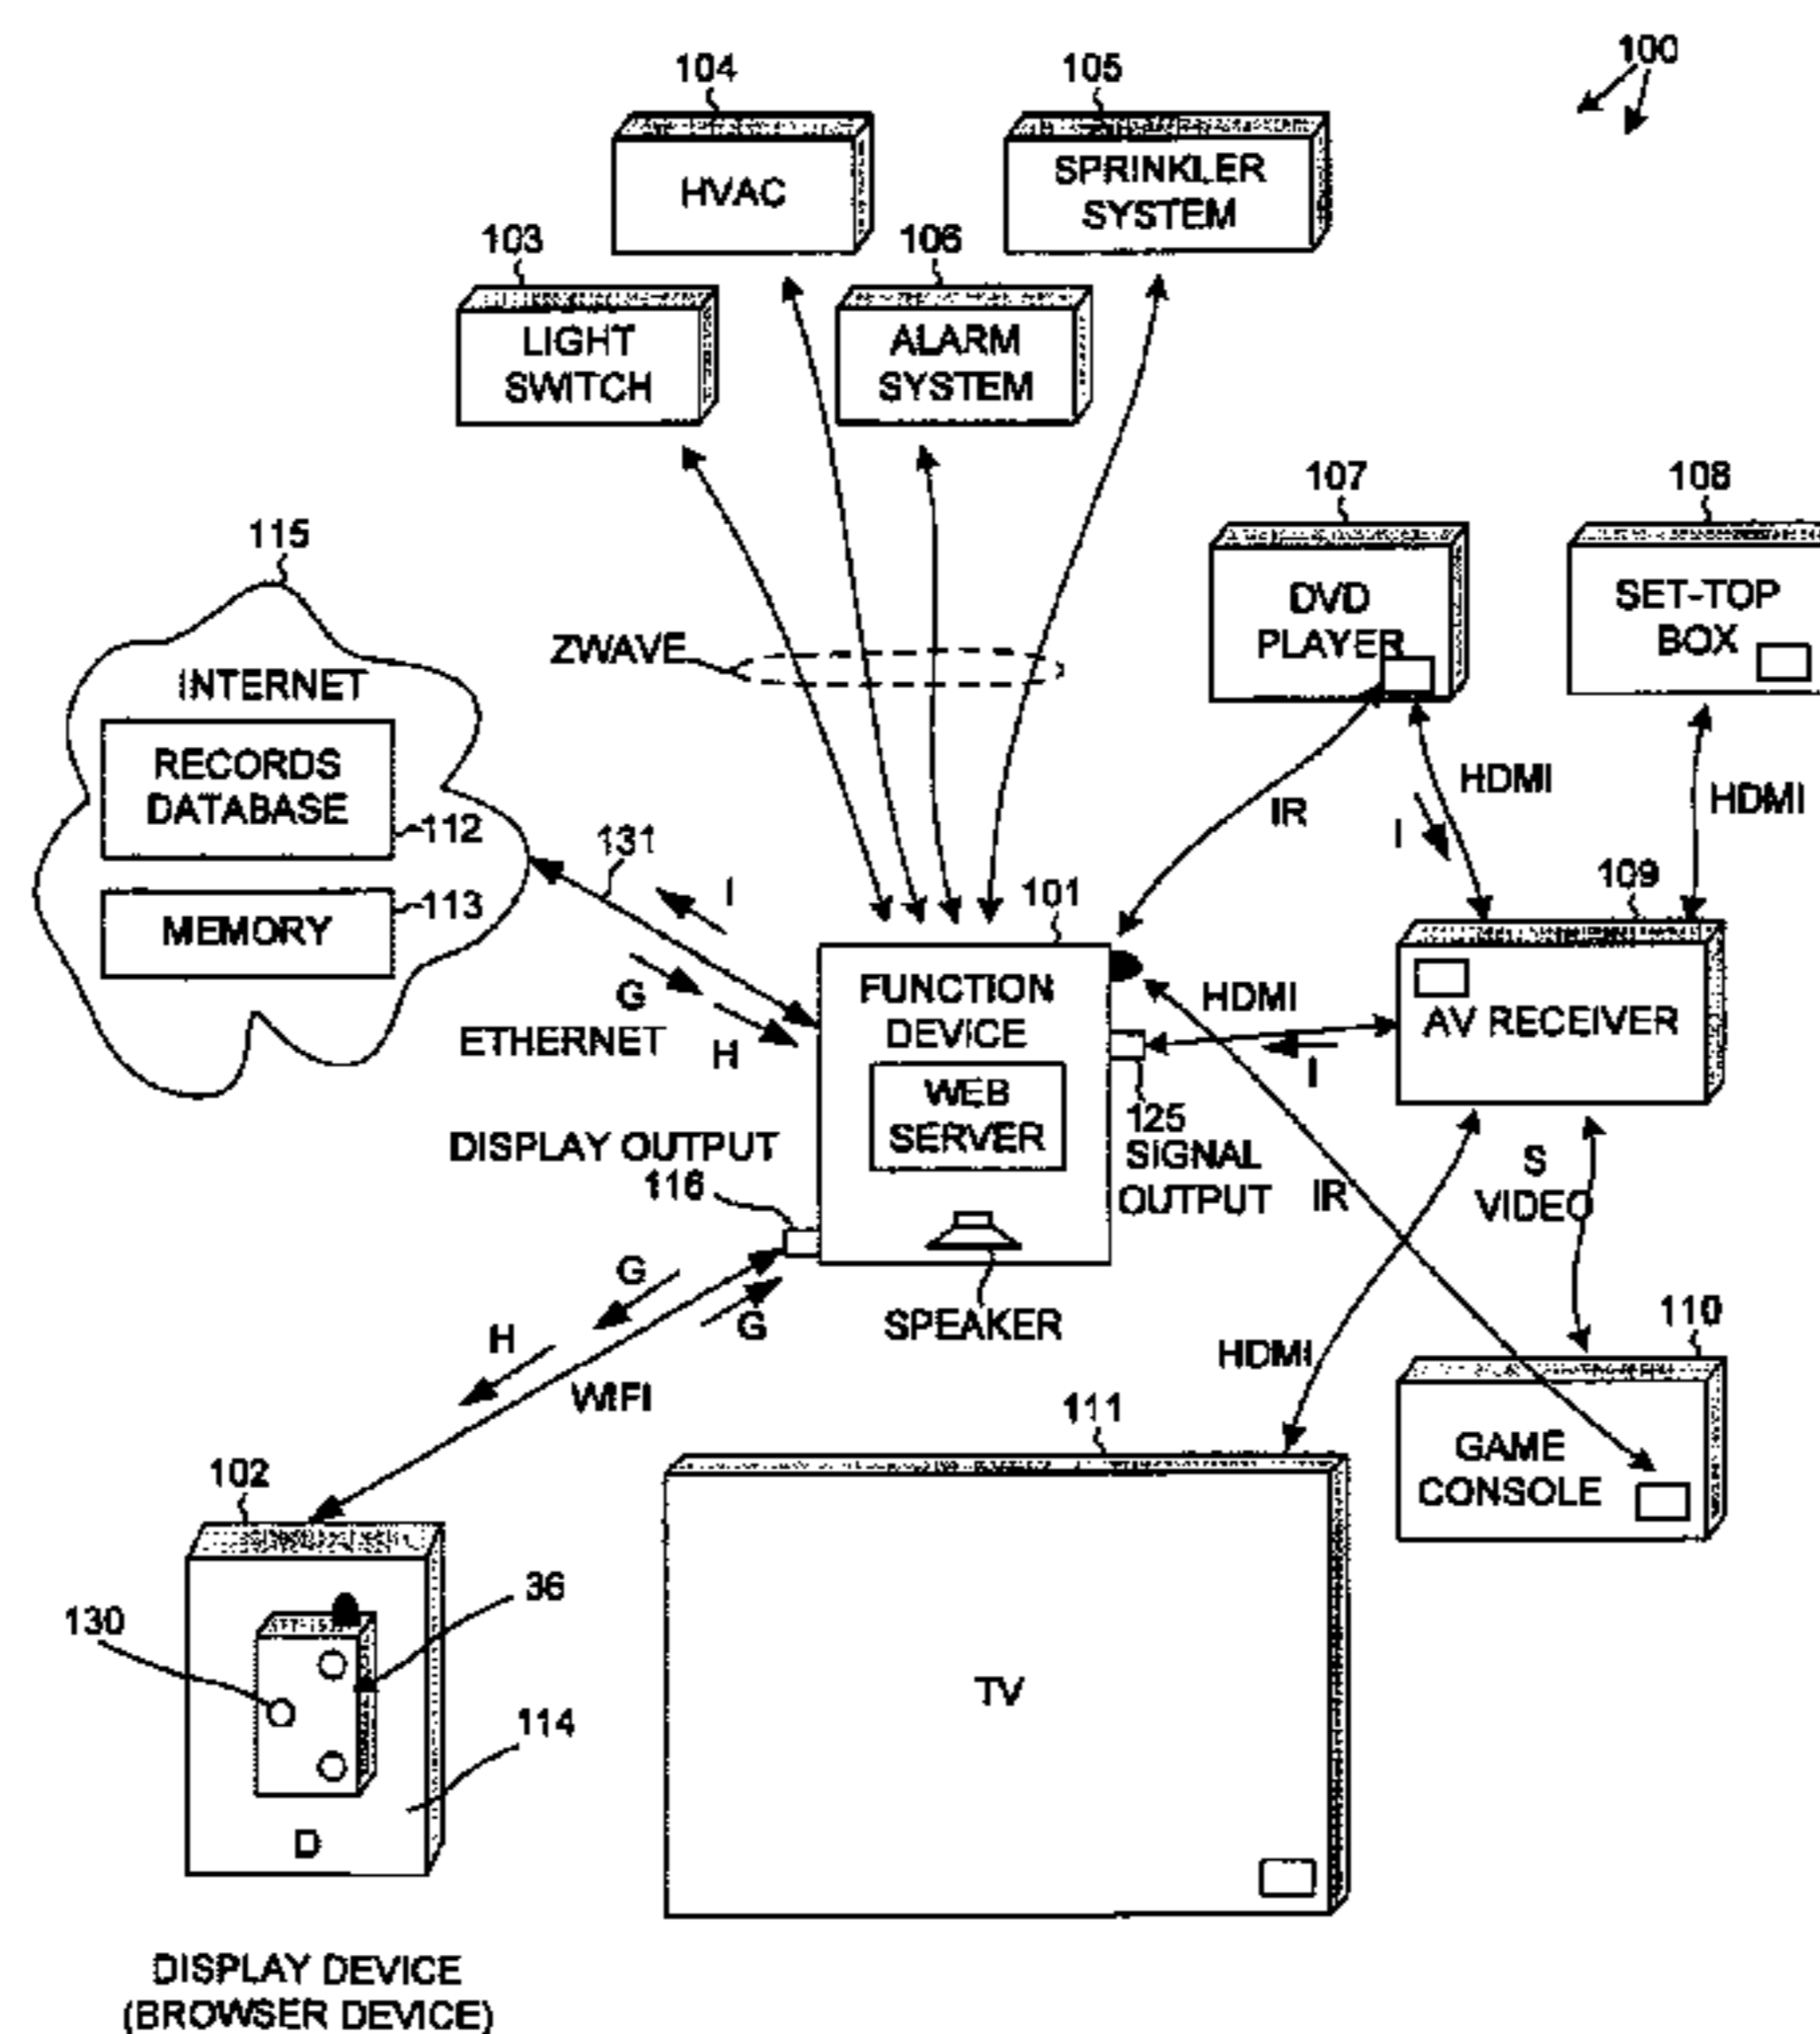 100
104
105
HVAC
SPRINKLER
SYSTEM
103
106
LIGHT
SWITCH
ALARM
SYSTEM
107
108
115
DVD
PLAYER
SET-TOP
BOX
ZWAVE
INTERNET
RECORDS
DATABASE
112
MEMORY
113
131
I
G
ETHERNET
H
IR
HDMI
I
HDMI
109
101
FUNCTION
DEVICE
WEB
SERVER
HDMI
I
AV RECEIVER
125
SIGNAL
OUTPUT
DISPLAY OUTPUT
116
IR
S
VIDEO
G
G
H
WIFI
SPEAKER
HDMI
110
GAME
CONSOLE
111
TV
102
36
130
114
D
DISPLAY DEVICE
(BROWSER DEVICE)